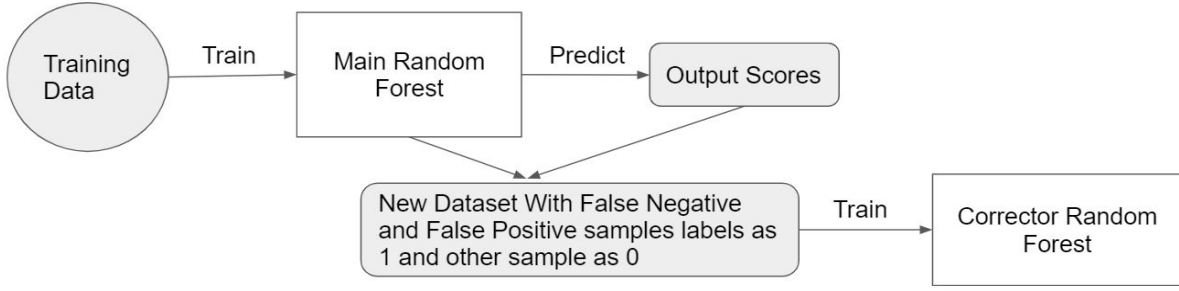 Training
Data
Train
Main Random
Forest
Predict
Output Scores
New Dataset With False Negative
and False Positive samples labels as
1 and other sample as 0
Train
Corrector Random
Forest